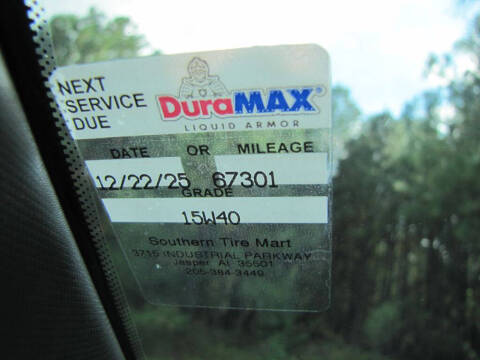 NEXT
SERVICE
DUE
DuraMAX®
LIQUID ARMOR
DATE OR MILEAGE
12/22/25 67301
GRADE
15W40
Southern Tire Mart
3715 INDUSTRIAL PARKWAY
Jasper Al 35501
205-384-3449